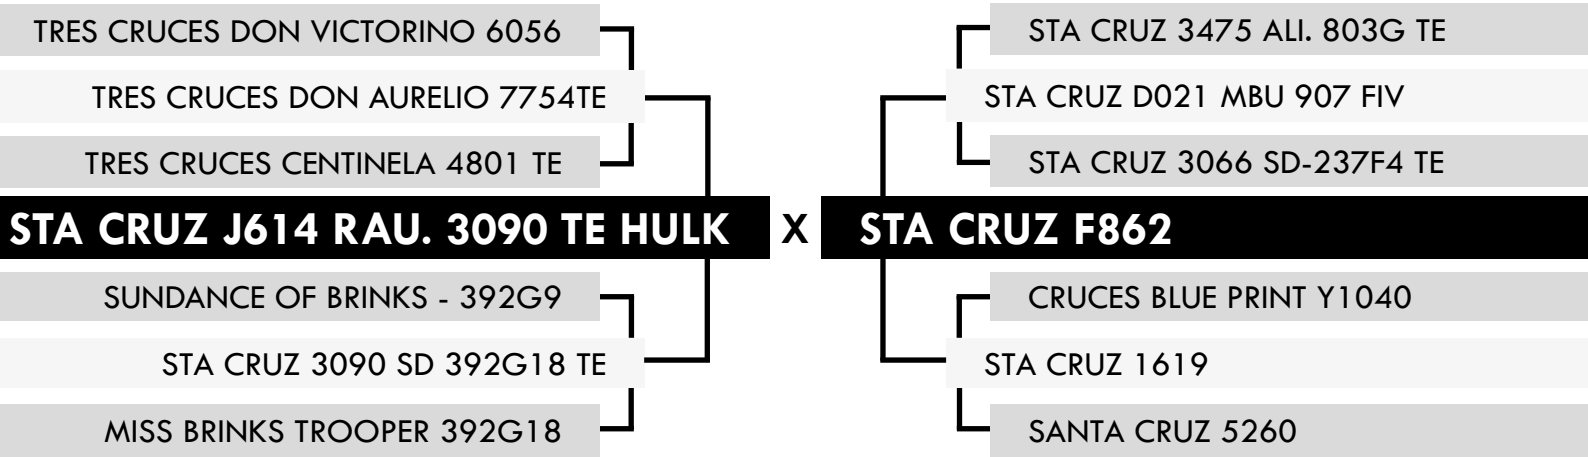 TRES CRUCES DON VICTORINO 6056
TRES CRUCES DON AURELIO 7754TE
TRES CRUCES CENTINELA 4801 TE
STA CRUZ J614 RAU. 3090 TE HULK
SUNDANCE OF BRINKS - 392G9
STA CRUZ 3090 SD 392G18 TE
MISS BRINKS TROOPER 392G18
X
STA CRUZ 3475 ALI. 803G TE
STA CRUZ D021 MBU 907 FIV
STA CRUZ 3066 SD-237F4 TE
STA CRUZ F862
CRUCES BLUE PRINT Y1040
STA CRUZ 1619
SANTA CRUZ 5260